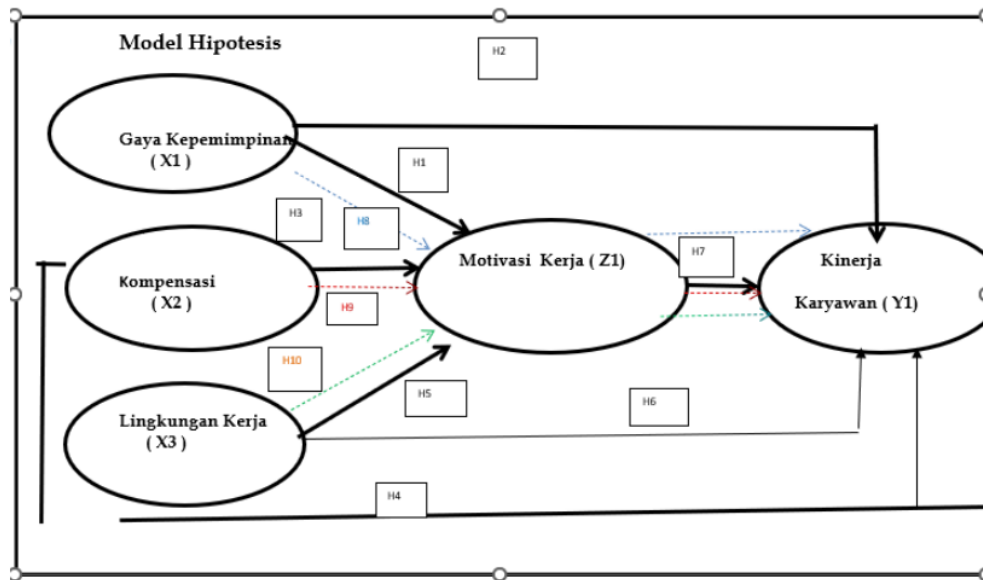 Model Hipotesis
H2
Gaya Kepemimpinan
( X1 )
H1
H3
H8
Kompensasi
( X2 )
H9
Motivasi Kerja ( Z1 )
H7
Kinerja
Karyawan ( Y1 )
H10
H5
H6
Lingkungan Kerja
( X3 )
H4